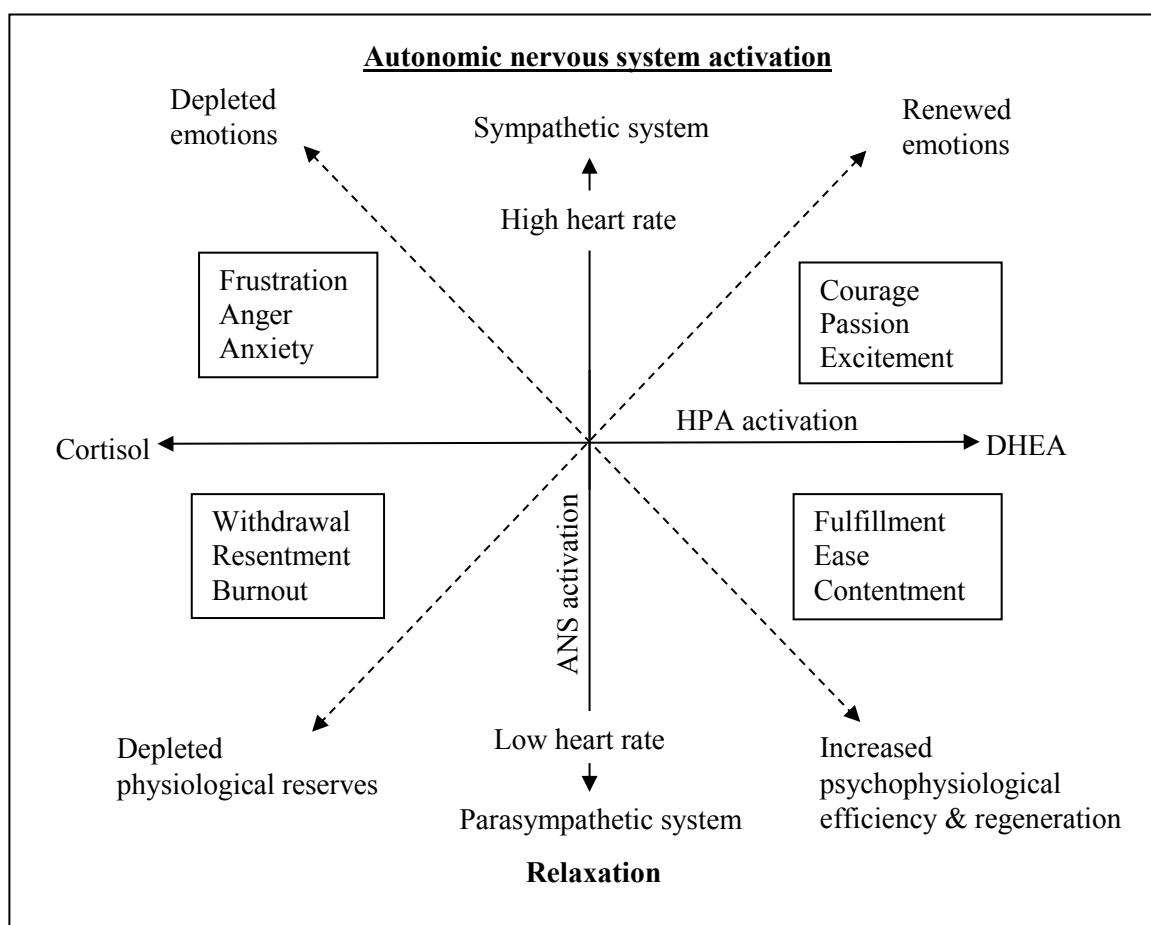 Autonomic nervous system activation
Depleted
emotions
Sympathetic system
Renewed
emotions
High heart rate
Frustration
Anger
Anxiety
Courage
Passion
Excitement
HPA activation
Cortisol
DHEA
Withdrawal
Resentment
Burnout
ANS activation
Fulfillment
Ease
Contentment
Depleted
physiological reserves
Low heart rate
Parasympathetic system
Increased
psychophysiological
efficiency & regeneration
Relaxation